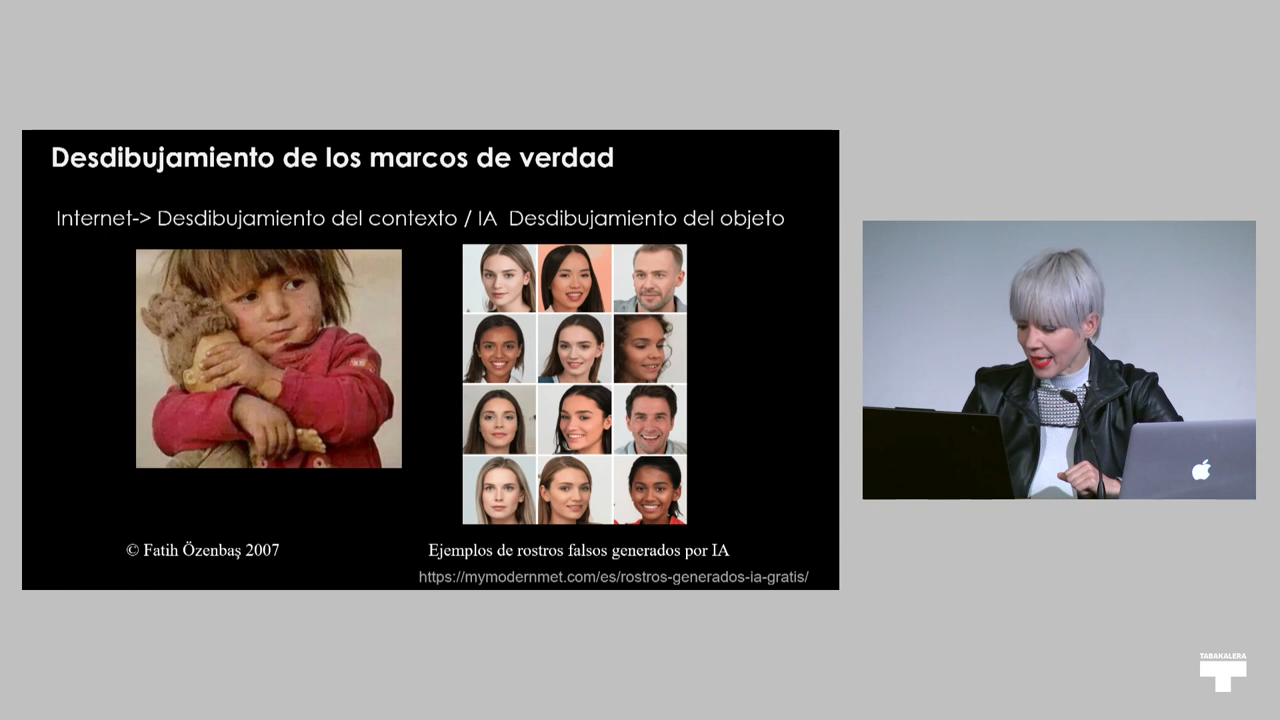 Desdibujamiento de los marcos de verdad
Internet-> Desdibujamiento del contexto / IA Desdibujamiento del objeto
© Fatih Özenbaş 2007
Ejemplos de rostros falsos generados por IA
https://mymodernmet.com/es/rostros-generados-ia-gratis/
TABAKALERA